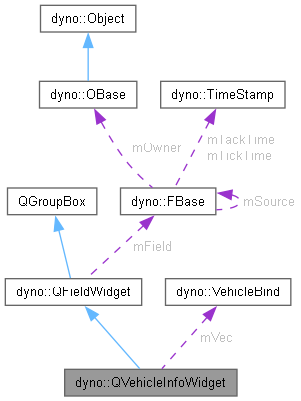 dyno::Object
dyno::OBase
dyno::TimeStamp
mOwner
mTackTime
mTickTime
QGroupBox
dyno::FBase
mSource
mField
dyno::QFieldWidget
dyno::VehicleBind
mVec
dyno::QVehicleInfoWidget